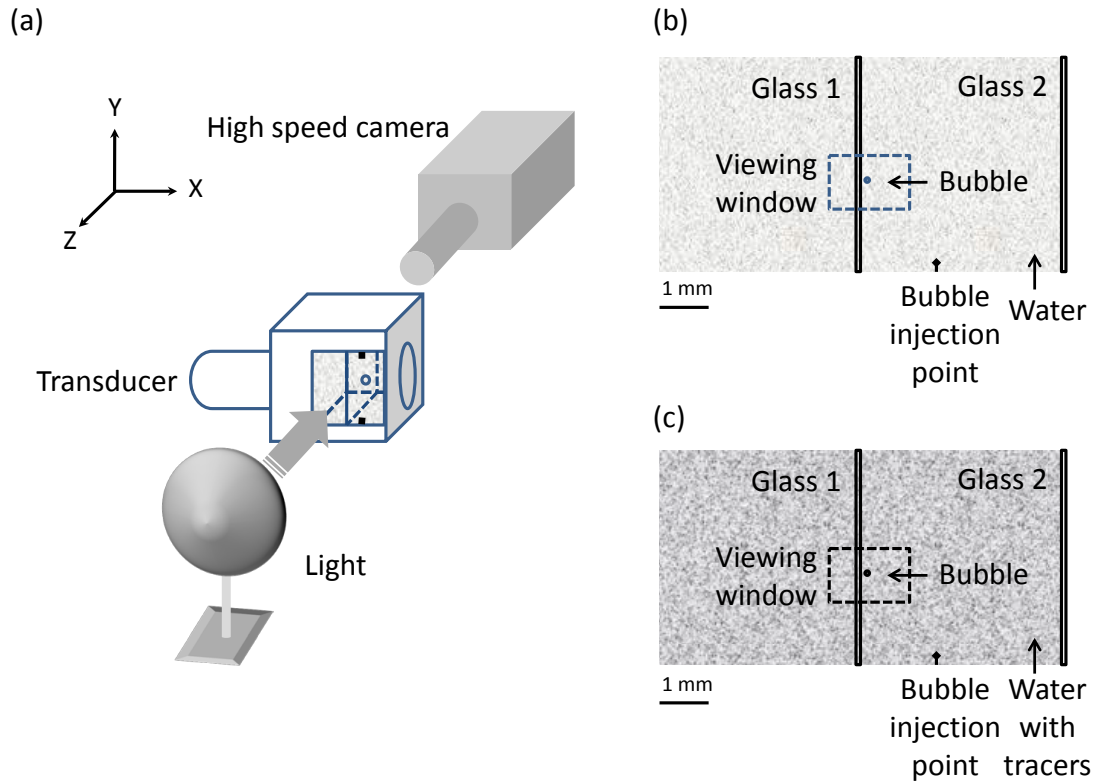 (a)
Y
X
Z
High speed camera
Transducer
Light
(b)
Glass 1
Glass 2
Viewing
window
Bubble
1 mm
Bubble
injection
point
Water
(c)
Glass 1
Glass 2
Viewing
window
Bubble
1 mm
Bubble
injection
point
Water
with
tracers